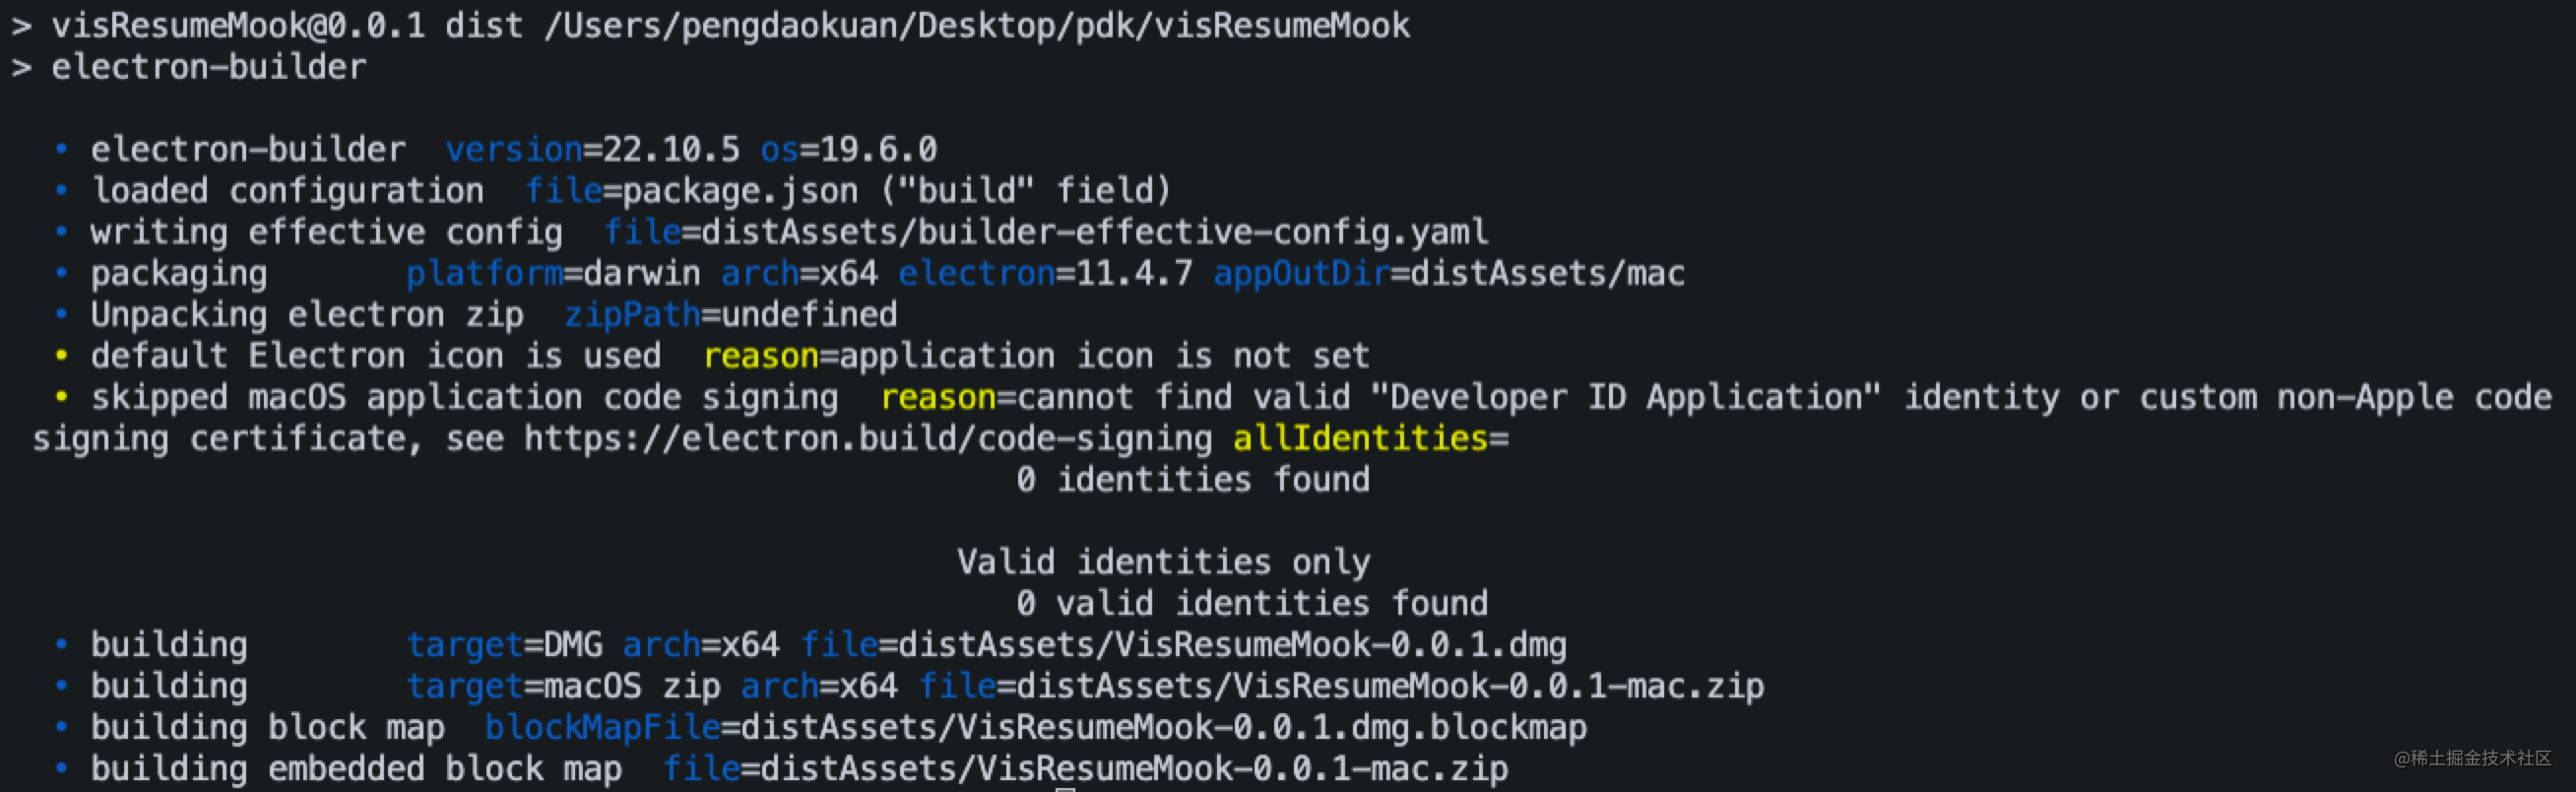 > visResumeMook@0.0.1 dist /Users/pengdaokuan/Desktop/pdk/visResumeMook
> electron-builder
• electron-builder  version=22.10.5 os=19.6.0
• loaded configuration  file=package.json ("build" field)
• writing effective config  file=distAssets/builder-effective-config.yaml
• packaging       platform=darwin arch=x64 electron=11.4.7 appOutDir=distAssets/mac
• Unpacking electron zip  zipPath=undefined
• default Electron icon is used  reason=application icon is not set
• skipped macOS application code signing  reason=cannot find valid "Developer ID Application" identity or custom non-Apple code
signing certificate, see https://electron.build/code-signing allIdentities=
0 identities found
Valid identities only
0 valid identities found
• building        target=DMG arch=x64 file=distAssets/VisResumeMook-0.0.1.dmg
• building        target=macOS zip arch=x64 file=distAssets/VisResumeMook-0.0.1-mac.zip
• building block map  blockMapFile=distAssets/VisResumeMook-0.0.1.dmg.blockmap
• building embedded block map  file=distAssets/VisResumeMook-0.0.1-mac.zip
@稀土掘金技术社区